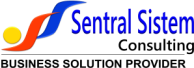 Sentral Sistem
Consulting
BUSINESS SOLUTION PROVIDER